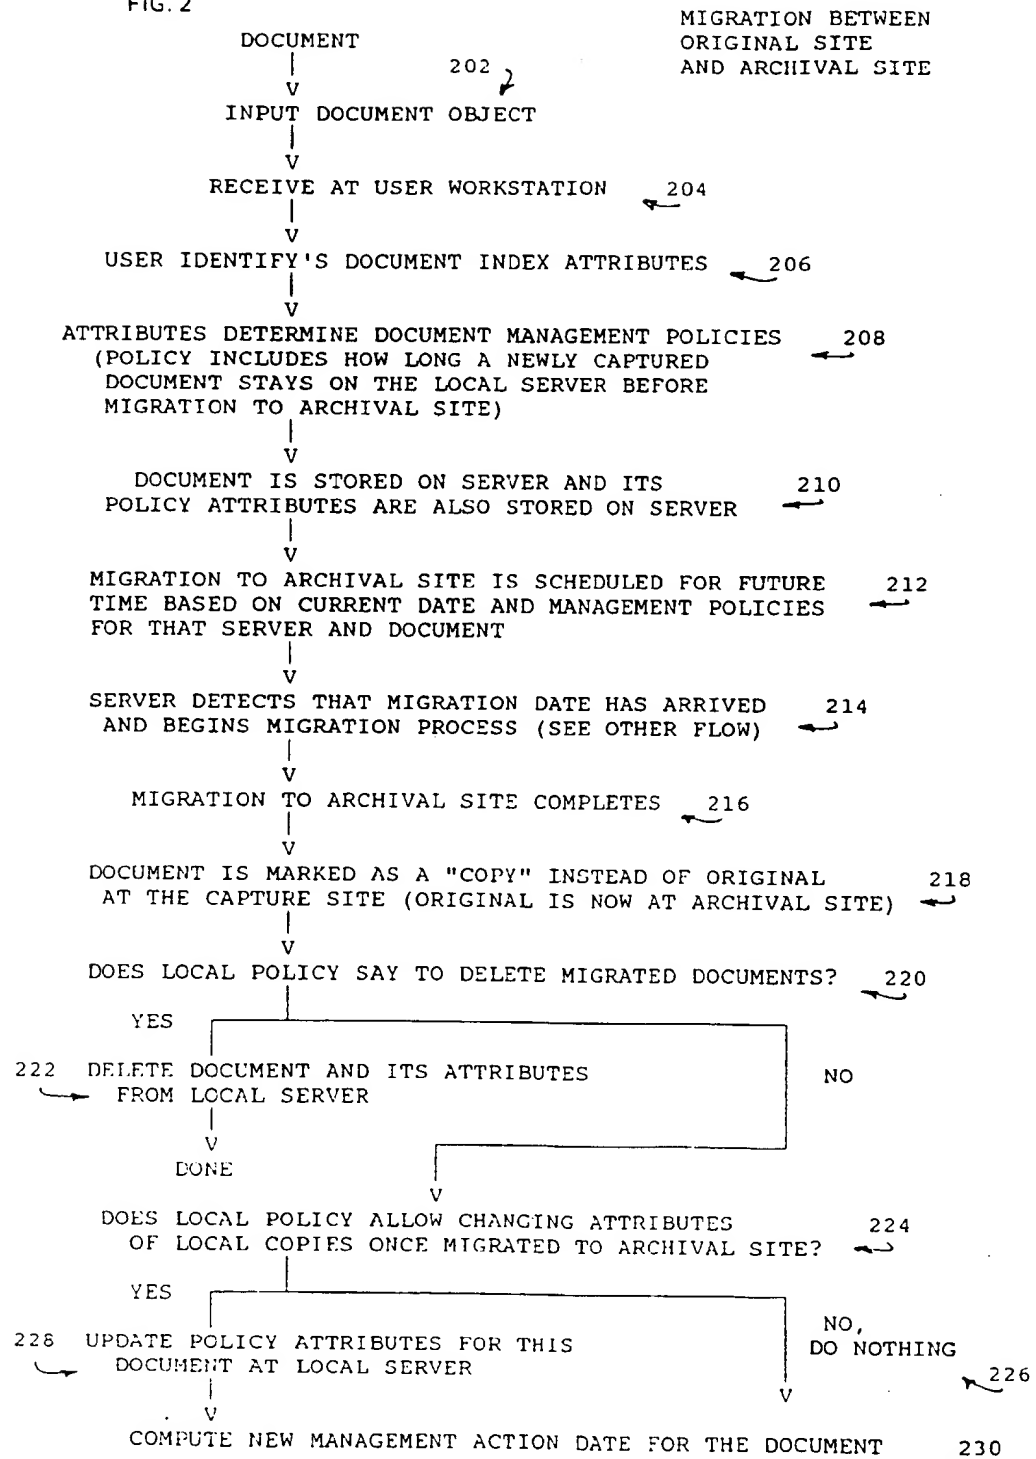 FIG. 2
MIGRATION BETWEEN
ORIGINAL SITE
AND ARCHIVAL SITE
DOCUMENT
202
V
INPUT DOCUMENT OBJECT
V
RECEIVE AT USER WORKSTATION 204
V
USER IDENTIFY'S DOCUMENT INDEX ATTRIBUTES 206
V
ATTRIBUTES DETERMINE DOCUMENT MANAGEMENT POLICIES 208
(POLICY INCLUDES HOW LONG A NEWLY CAPTURED
DOCUMENT STAYS ON THE LOCAL SERVER BEFORE
MIGRATION TO ARCHIVAL SITE)
V
DOCUMENT IS STORED ON SERVER AND ITS 210
POLICY ATTRIBUTES ARE ALSO STORED ON SERVER
V
MIGRATION TO ARCHIVAL SITE IS SCHEDULED FOR FUTURE 212
TIME BASED ON CURRENT DATE AND MANAGEMENT POLICIES
FOR THAT SERVER AND DOCUMENT
V
SERVER DETECTS THAT MIGRATION DATE HAS ARRIVED 214
AND BEGINS MIGRATION PROCESS (SEE OTHER FLOW)
V
MIGRATION TO ARCHIVAL SITE COMPLETES 216
V
DOCUMENT IS MARKED AS A "COPY" INSTEAD OF ORIGINAL 218
AT THE CAPTURE SITE (ORIGINAL IS NOW AT ARCHIVAL SITE)
V
DOES LOCAL POLICY SAY TO DELETE MIGRATED DOCUMENTS? 220
YES
222 DELETE DOCUMENT AND ITS ATTRIBUTES NO
FROM LOCAL SERVER
V
DONE
V
DOES LOCAL POLICY ALLOW CHANGING ATTRIBUTES 224
OF LOCAL COPIES ONCE MIGRATED TO ARCHIVAL SITE?
YES
NO,
DO NOTHING
226
228 UPDATE POLICY ATTRIBUTES FOR THIS
DOCUMENT AT LOCAL SERVER
V
V
COMPUTE NEW MANAGEMENT ACTION DATE FOR THE DOCUMENT 230